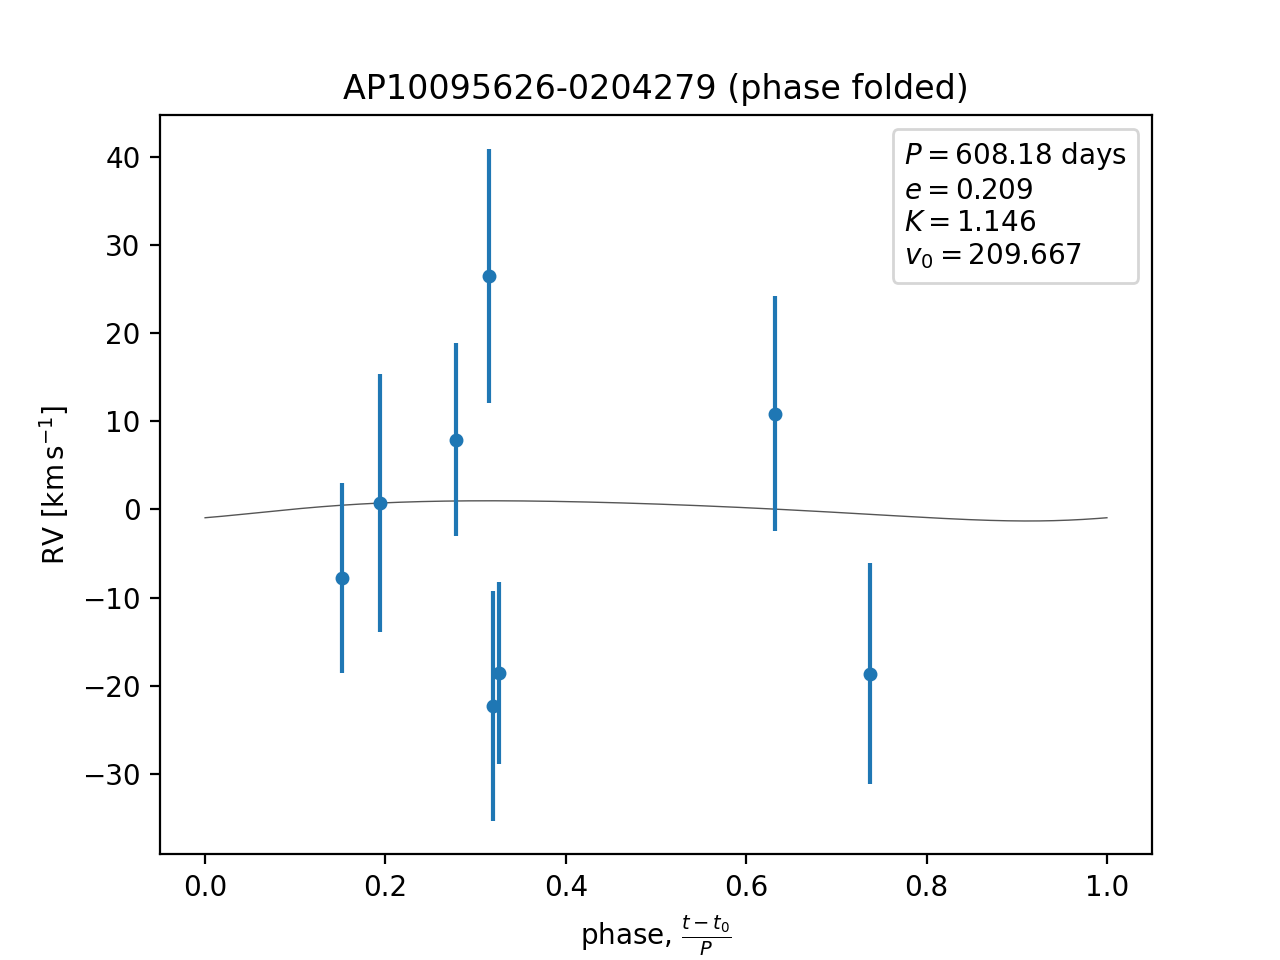 AP10095626-0204279 (phase folded)
P = 608.18 days
e = 0.209
K = 1.146
v₀ = 209.667
40
30
20
10
0
−10
−20
−30
RV [km s⁻¹]
0.0 0.2 0.4 0.6 0.8 1.0
phase, (t − t₀)/P